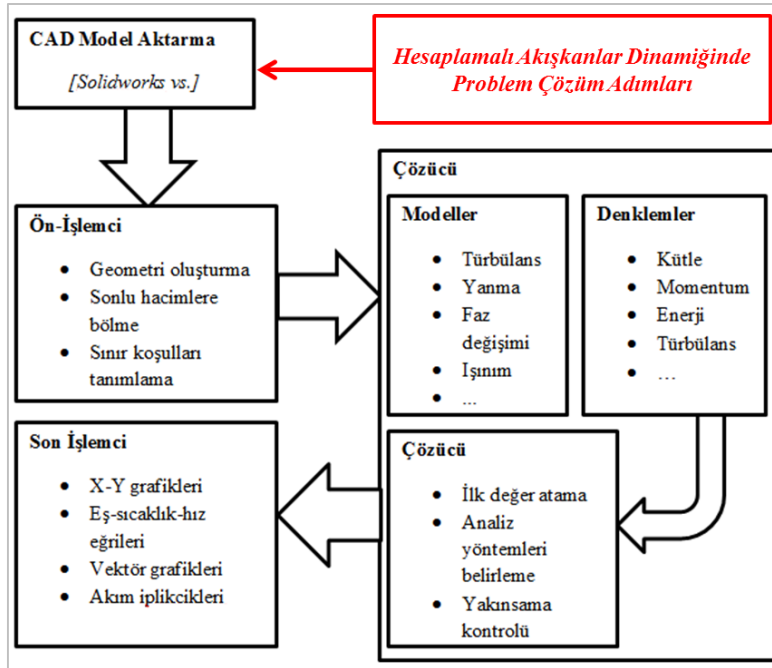 CAD Model Aktarma
[Solidworks vs.]
Hesaplamalı Akışkanlar Dinamiğinde
Problem Çözüm Adımları
Ön-İşlemci
• Geometri oluşturma
• Sonlu hacimlere
bölme
• Sınır koşulları
tanımlama
Çözücü
Modeller
• Türbülans
• Yanma
• Faz
değişimi
• Işınım
• ...
Denklemler
• Kütle
• Momentum
• Enerji
• Türbülans
• …
Çözücü
• İlk değer atama
• Analiz
yöntemleri
belirleme
• Yakınsama
kontrolü
Son İşlemci
• X-Y grafikleri
• Eş-sıcaklık-hız
eğrileri
• Vektör grafikleri
• Akım iplikcikleri